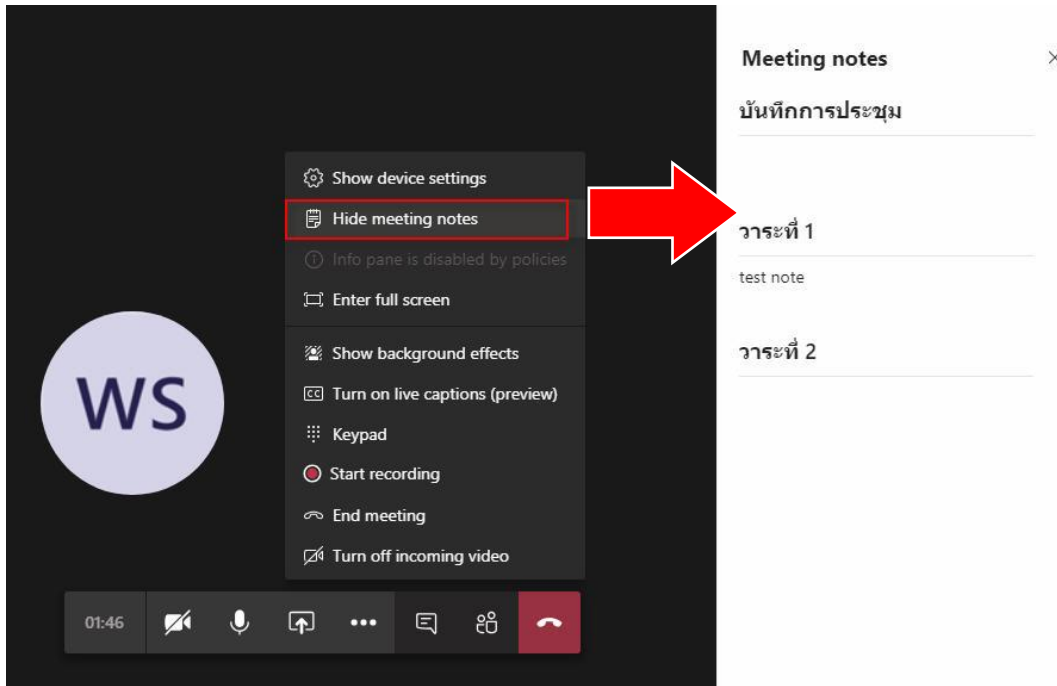 Show device settings
Hide meeting notes
Info pane is disabled by policies
Enter full screen
Show background effects
CC Turn on live captions (preview)
Keypad
Start recording
End meeting
Turn off incoming video
WS
01:46
Meeting notes
บันทึกการประชุม
วาระที่ 1
test note
วาระที่ 2